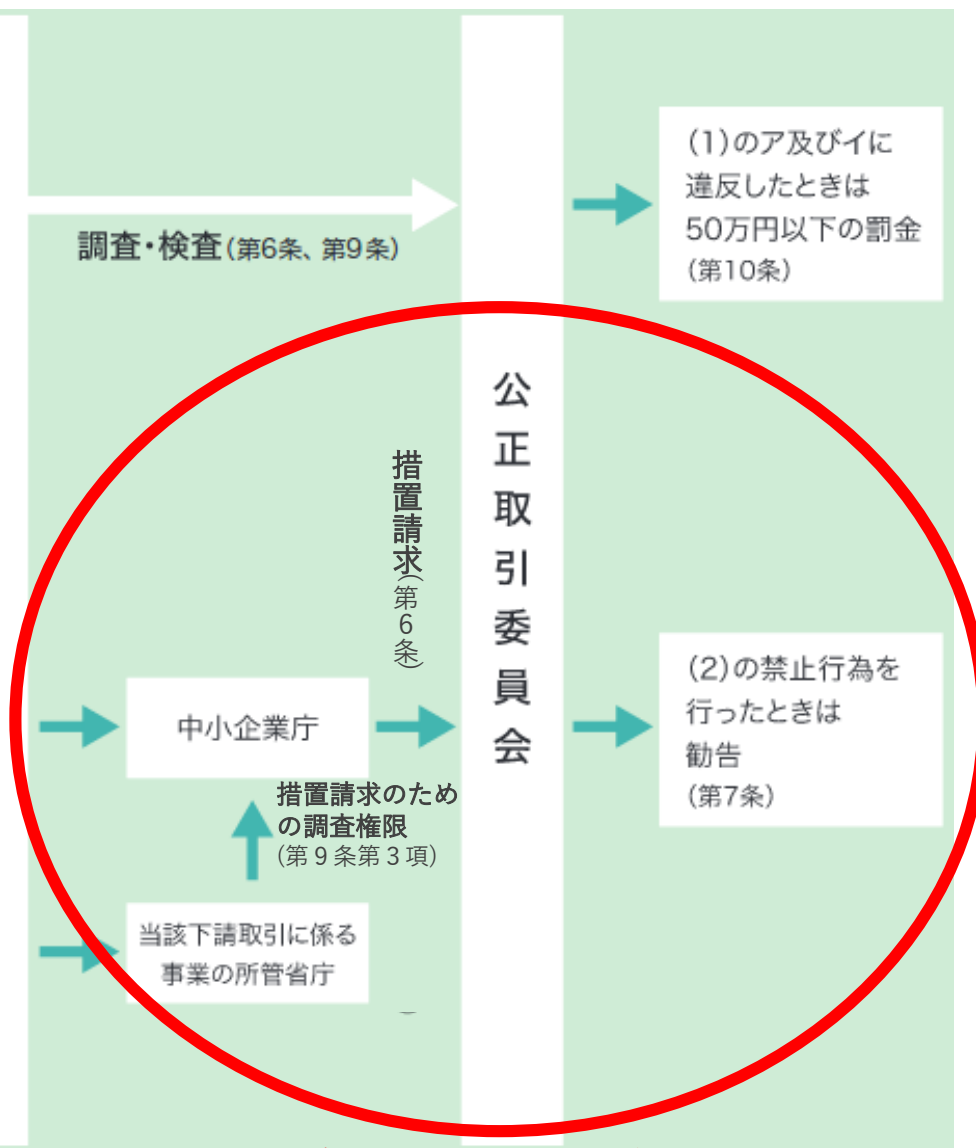 (1)のア及びイに
違反したときは
50万円以下の罰金
(第10条)
調査・検査(第6条、第9条)
公正取引委員会
措置請求(第6条)
中小企業庁
(2)の禁止行為を
行ったときは
勧告
(第7条)
措置請求のため
の調査権限
(第9条第3項)
当該下請取引に係る
事業の所管省庁